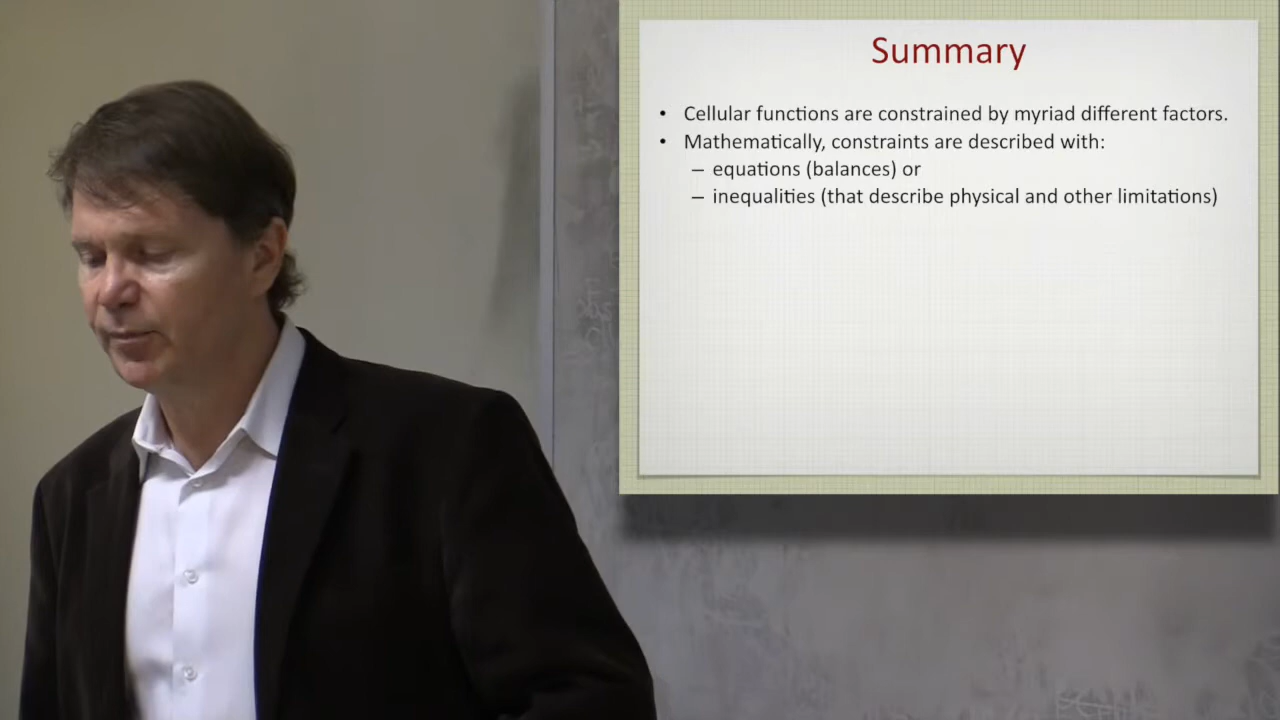 Summary
• Cellular functions are constrained by myriad different factors.
• Mathematically, constraints are described with:
– equations (balances) or
– inequalities (that describe physical and other limitations)